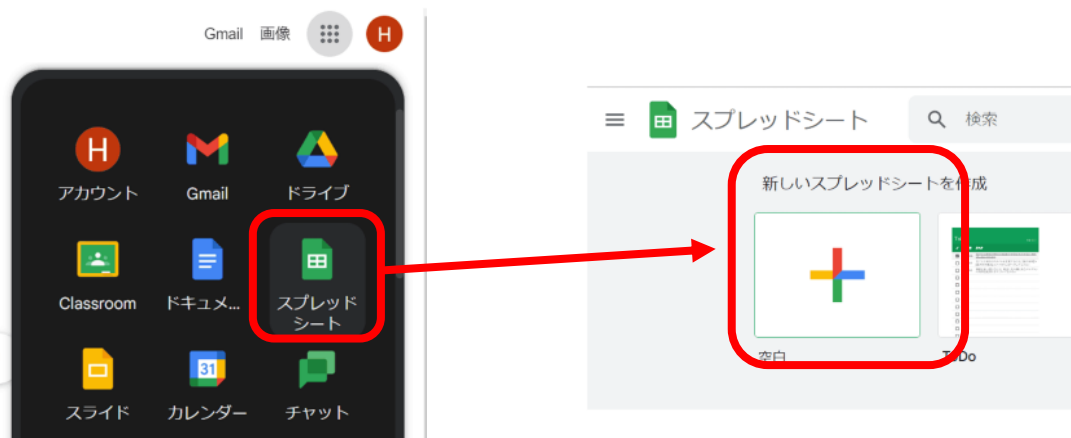 Gmail 画像 H
H
アカウント Gmail ドライブ
Classroom ドキュメ... スプレッド
シート
31
スライド カレンダー チャット
スプレッドシート 検索
新しいスプレッドシートを作成
空白 ToDo